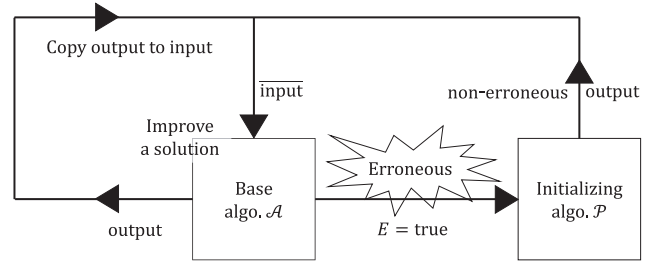 Copy output to input
input
non-erroneous output
Improve
a solution
Erroneous
Base
algo. 𝒜
Initializing
algo. 𝒫
output
E = true